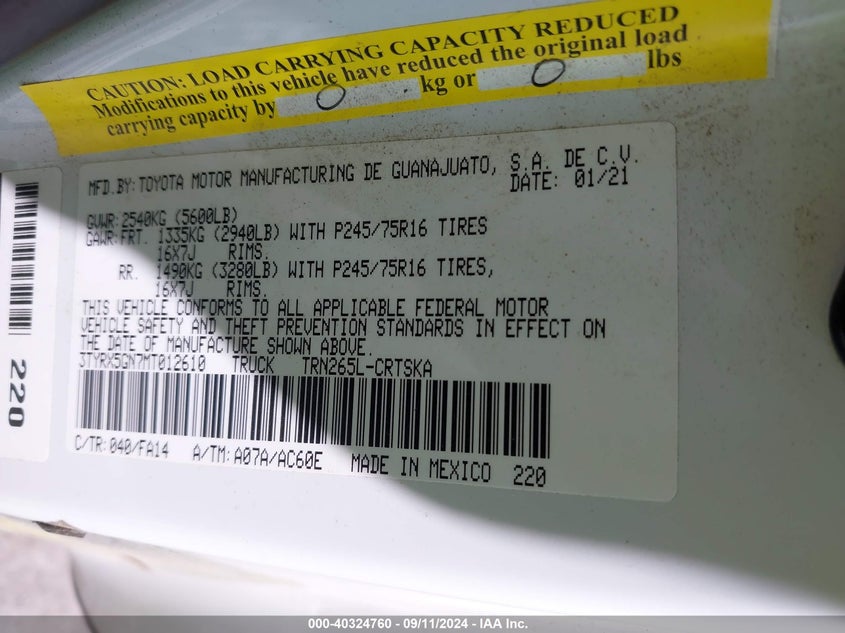 CAUTION: LOAD CARRYING CAPACITY REDUCED
Modifications to this vehicle have reduced the original load
carrying capacity by 0 kg or 0 lbs
MFD.BY:TOYOTA MOTOR MANUFACTURING DE GUANAJUATO, S.A. DE C.V.
DATE: 01/21
GVWR:2540KG (5600LB)
GAWR:FRT. 1335KG (2940LB) WITH P245/75R16 TIRES
16X7J RIMS.
RR. 1490KG (3280LB) WITH P245/75R16 TIRES,
16X7J RIMS.
THIS VEHICLE CONFORMS TO ALL APPLICABLE FEDERAL MOTOR
VEHICLE SAFETY AND THEFT PREVENTION STANDARDS IN EFFECT ON
THE DATE OF MANUFACTURE SHOWN ABOVE.
3TYRX5GN7MT012610 TRUCK TRN265L-CRTSKA
C/TR:040/FA14 A/TM:A07A/AC60E MADE IN MEXICO 220
220
000-40324760 - 09/11/2024 - IAA Inc.